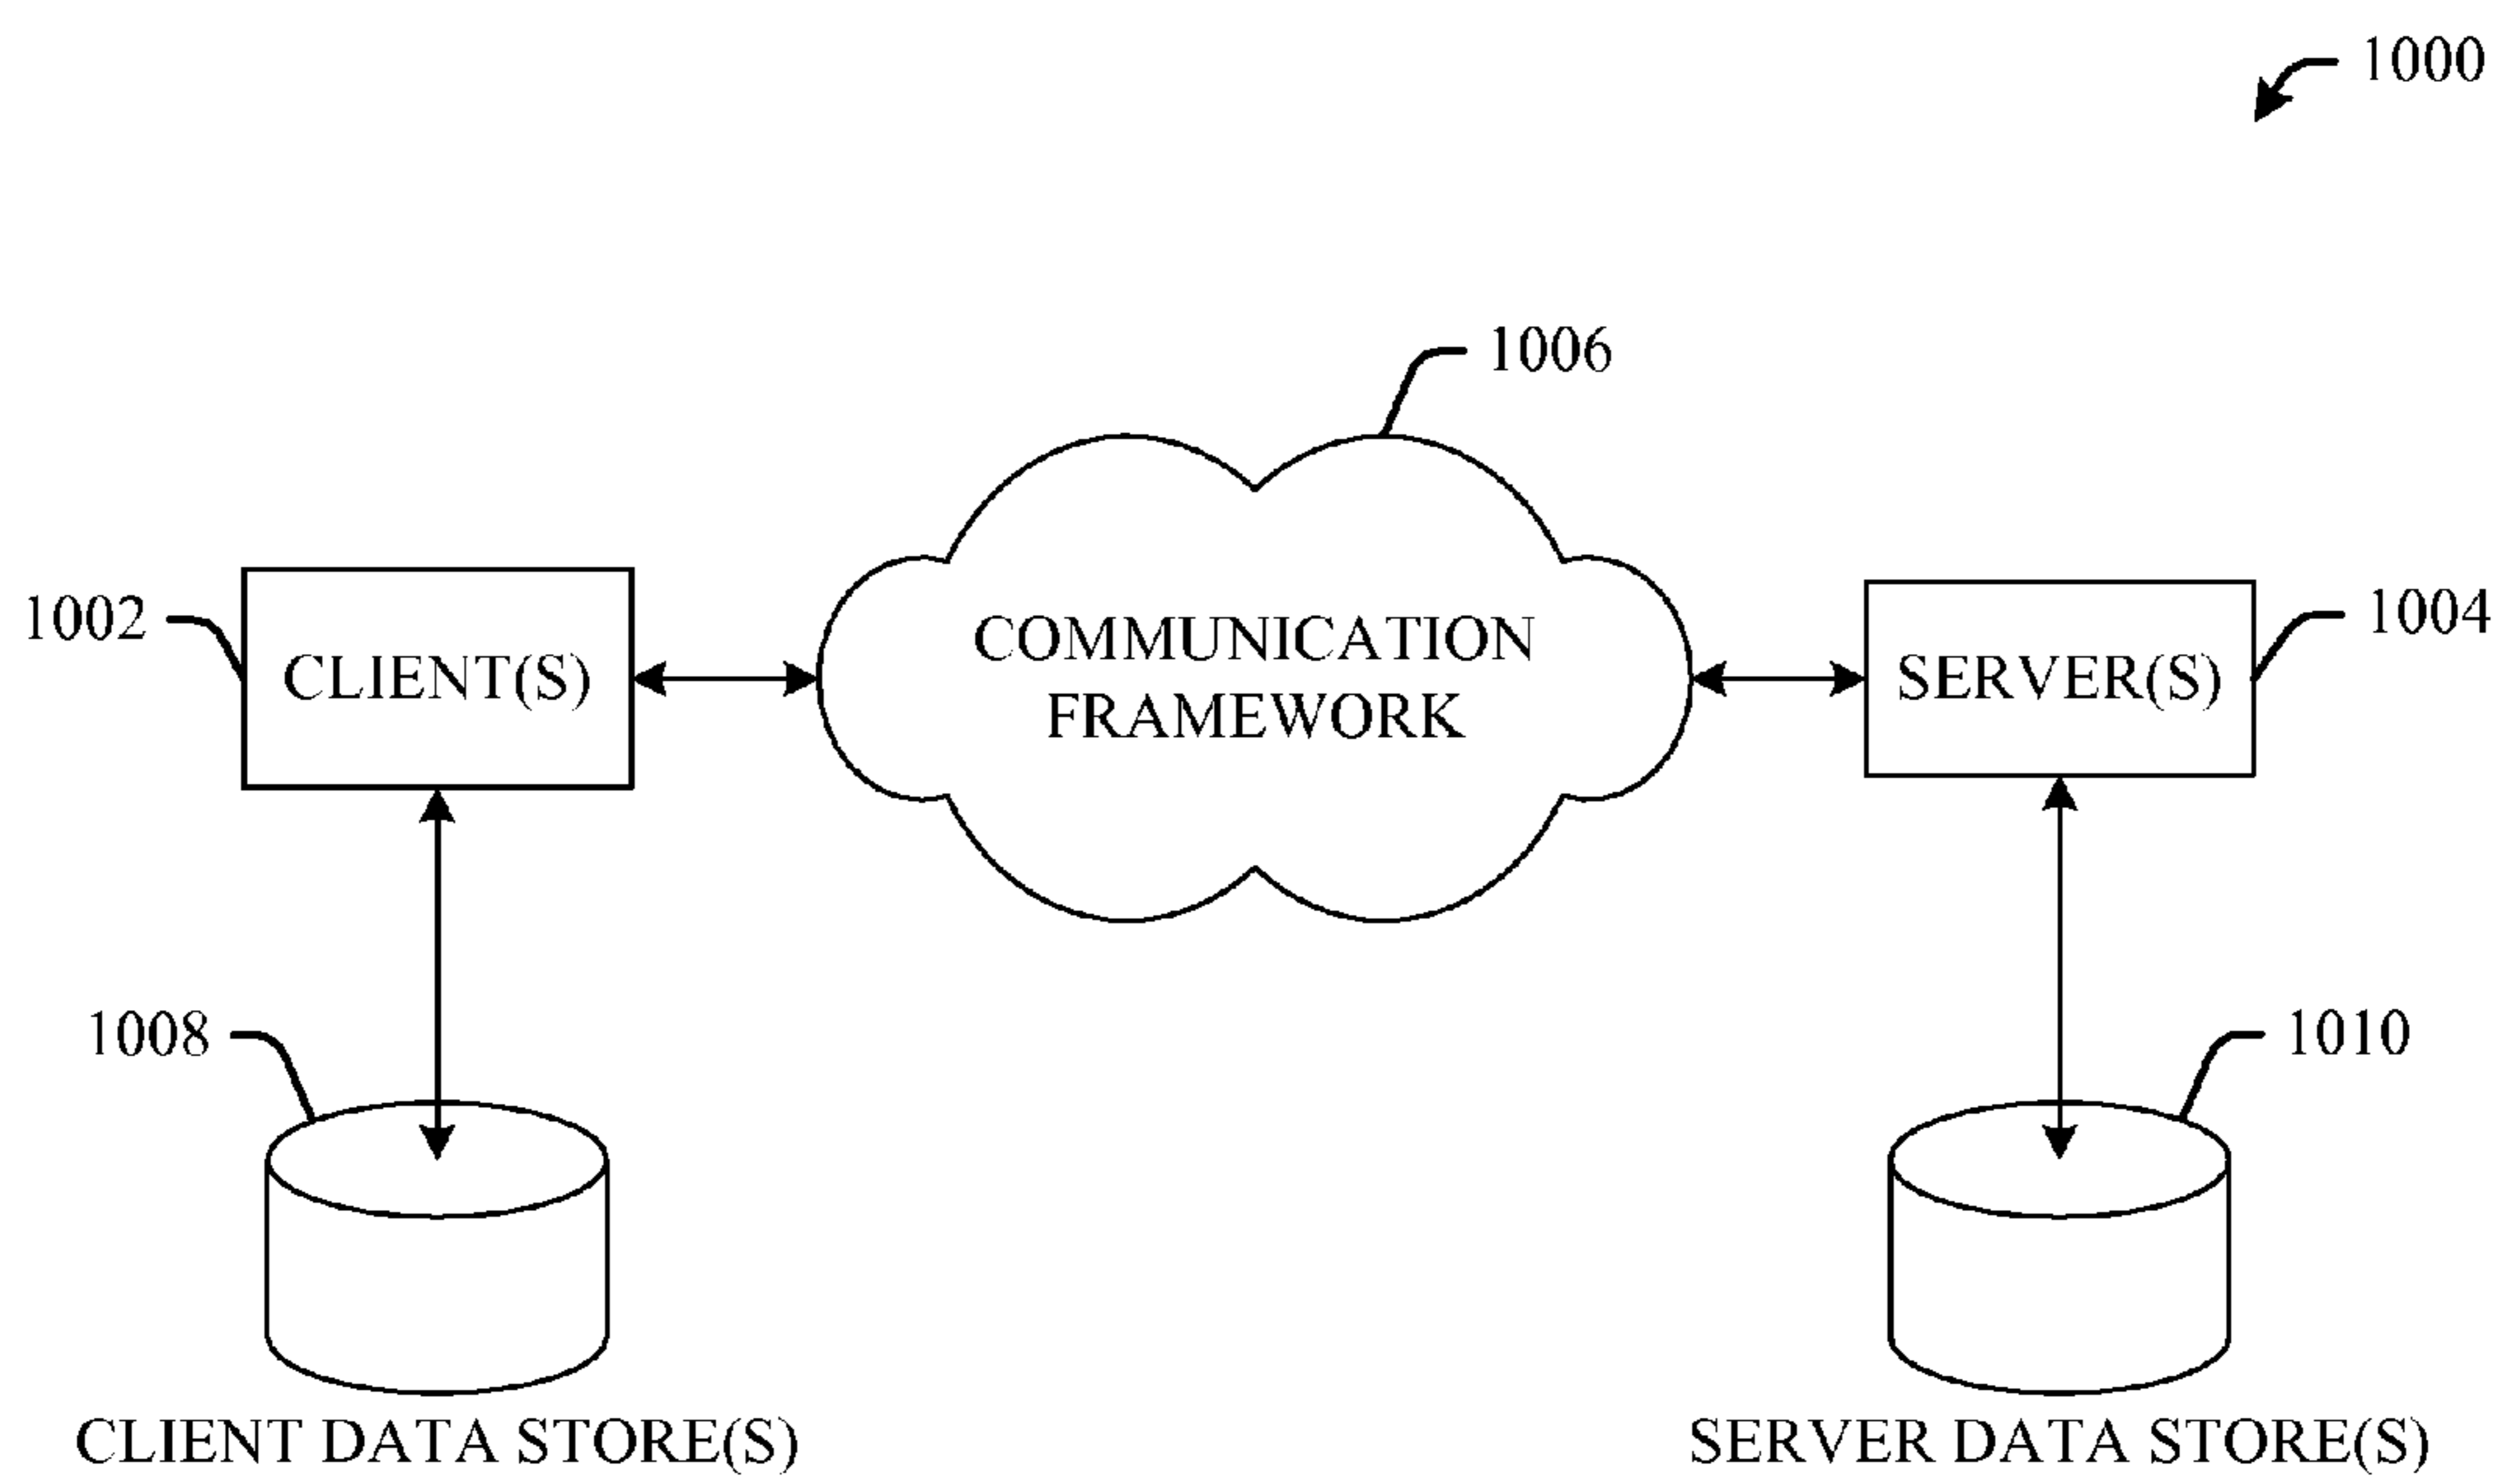 1000
1006
1002
CLIENT(S)
COMMUNICATION
FRAMEWORK
SERVER(S)
1004
1008
1010
CLIENT DATA STORE(S)
SERVER DATA STORE(S)